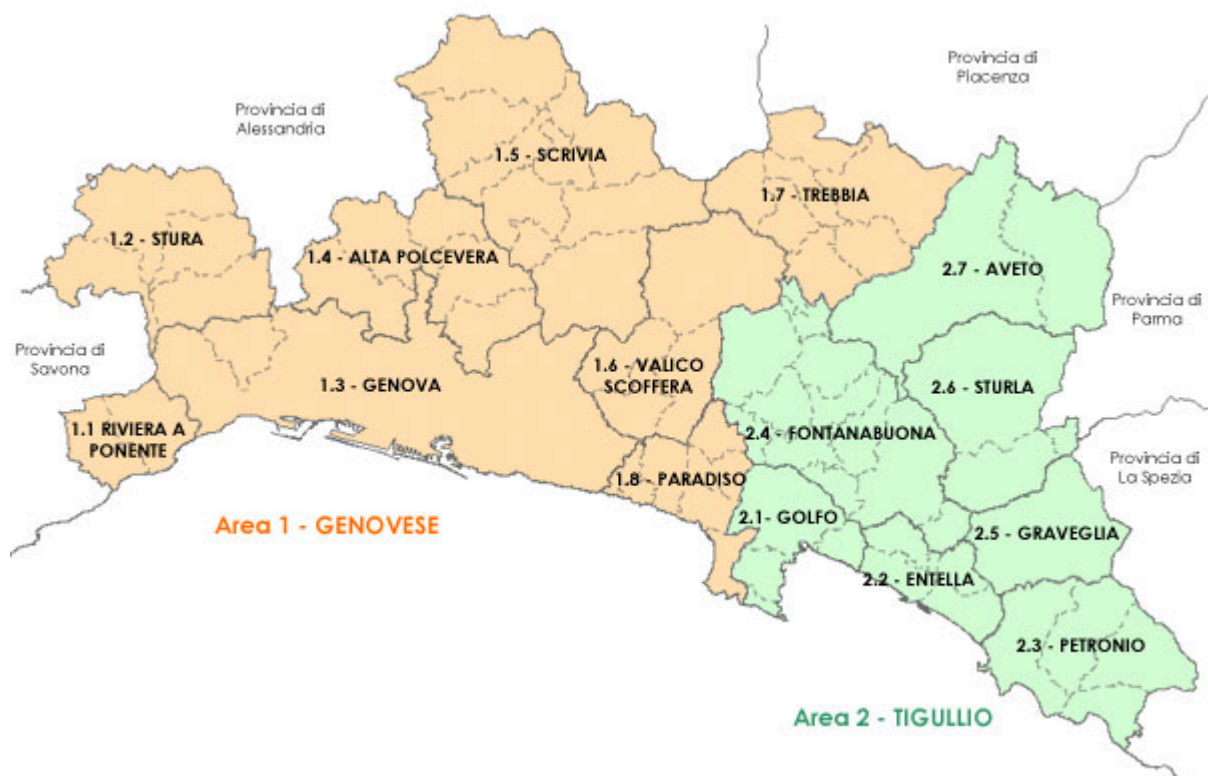 Provincia di
Piacenza
Provincia di
Alessandria
1.5 - SCRIVIA
1.7 - TREBBIA
1.2 - STURA
1.4 - ALTA POLCEVERA
2.7 - AVETO
Provincia di
Parma
Provincia di
Savona
1.6 - VALICO
SCOFFERA
1.3 - GENOVA
2.6 - STURLA
1.1 RIVIERA A
PONENTE
2.4 - FONTANABUONA
Provincia di
La Spezia
1.8 - PARADISO
2.1- GOLFO
Area 1 - GENOVESE
2.5 - GRAVEGLIA
2.2 - ENTELLA
2.3 - PETRONIO
Area 2 - TIGULLIO